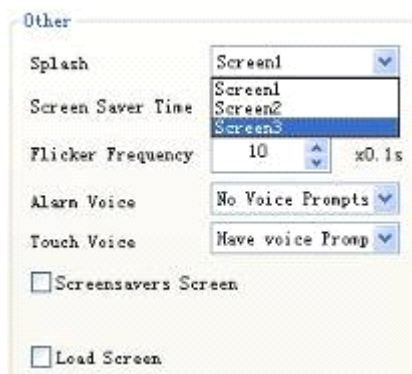 Other
Splash Screen1
Screen1
Screen Saver Time Screen2
Screen3
Flicker Frequency 10 x0.1s
Alarm Voice No Voice Prompts
Touch Voice Have voice Promp
Screensavers Screen
Load Screen